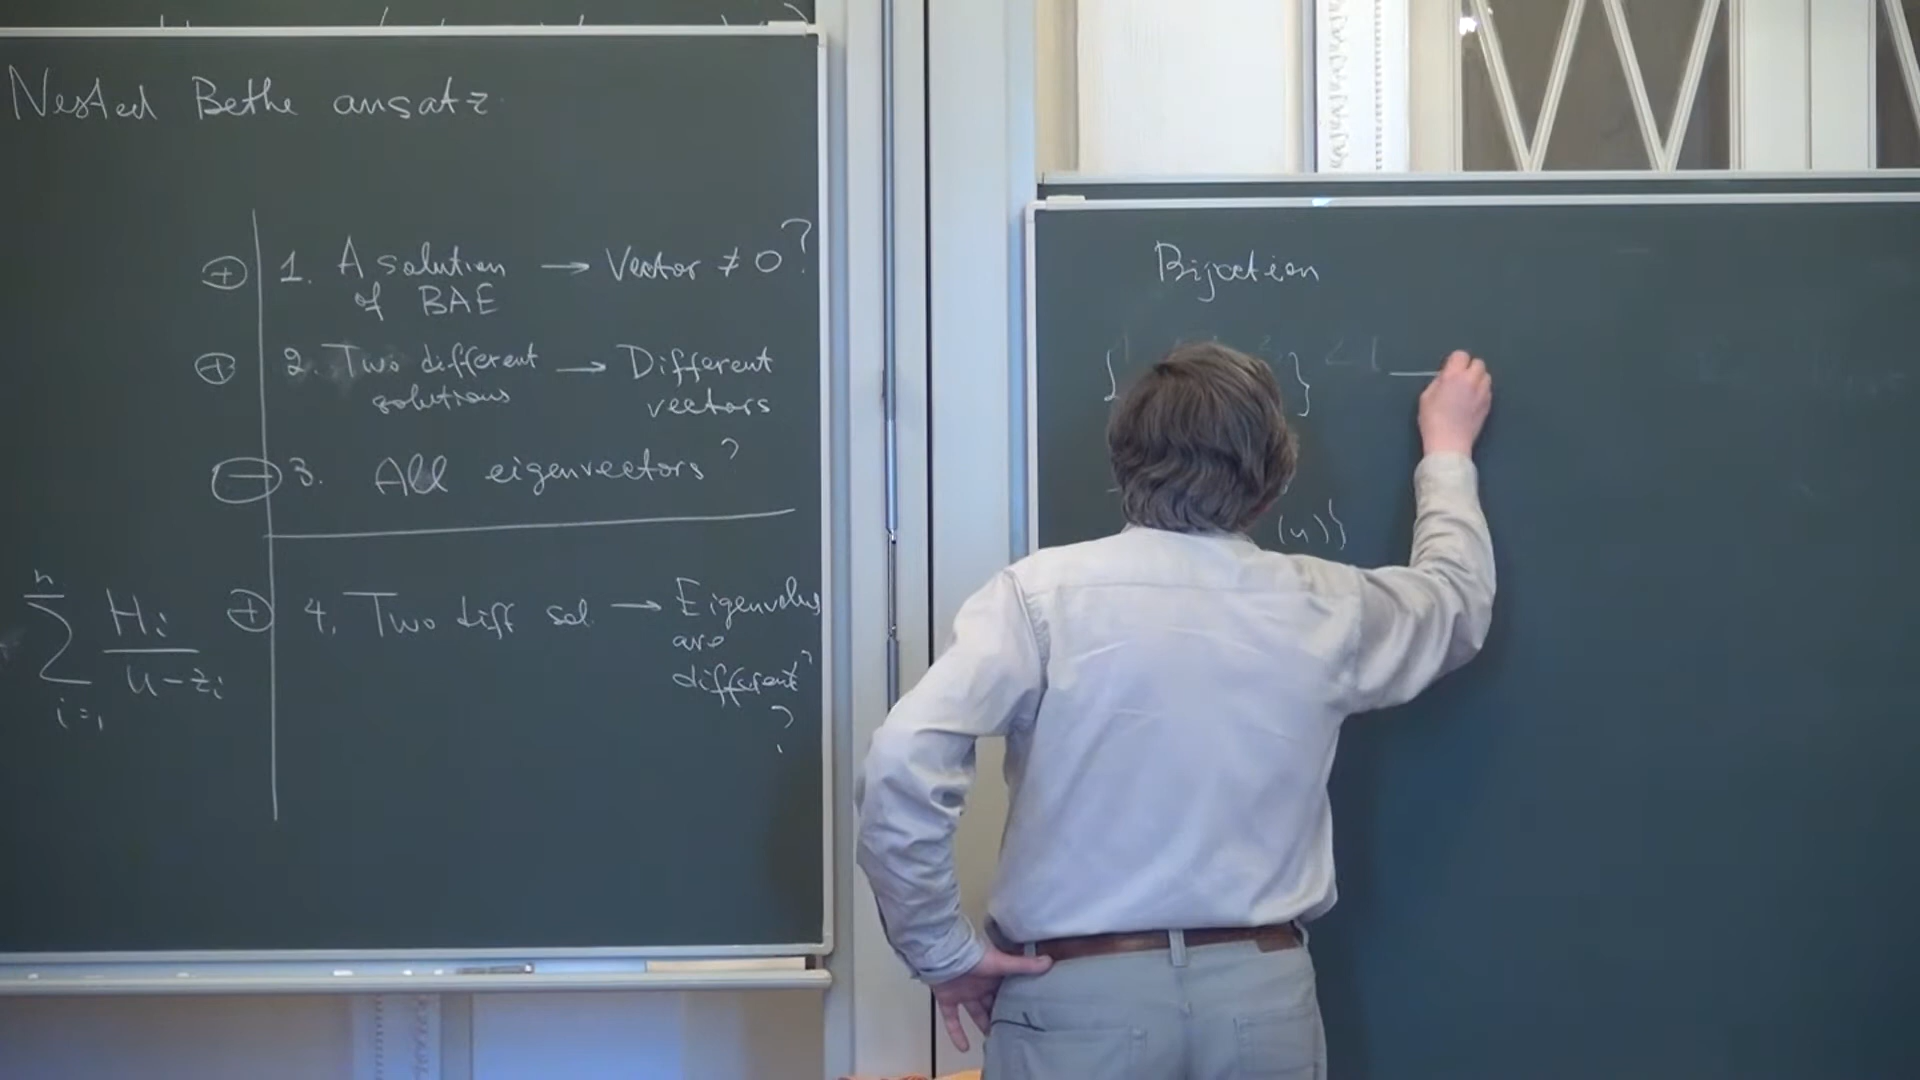 Nested Bethe ansatz
⊕ 1. A solution → Vector ≠ 0 ?
of BAE
⊕ 2. Two different → Different
solutions vectors
⊖ 3. All eigenvectors ?
n
∑ Hi / u - zi
i=1
⊕ 4. Two diff sol. → Eigenvalues
are
different ?
?
Bijection
{ }
(u)}